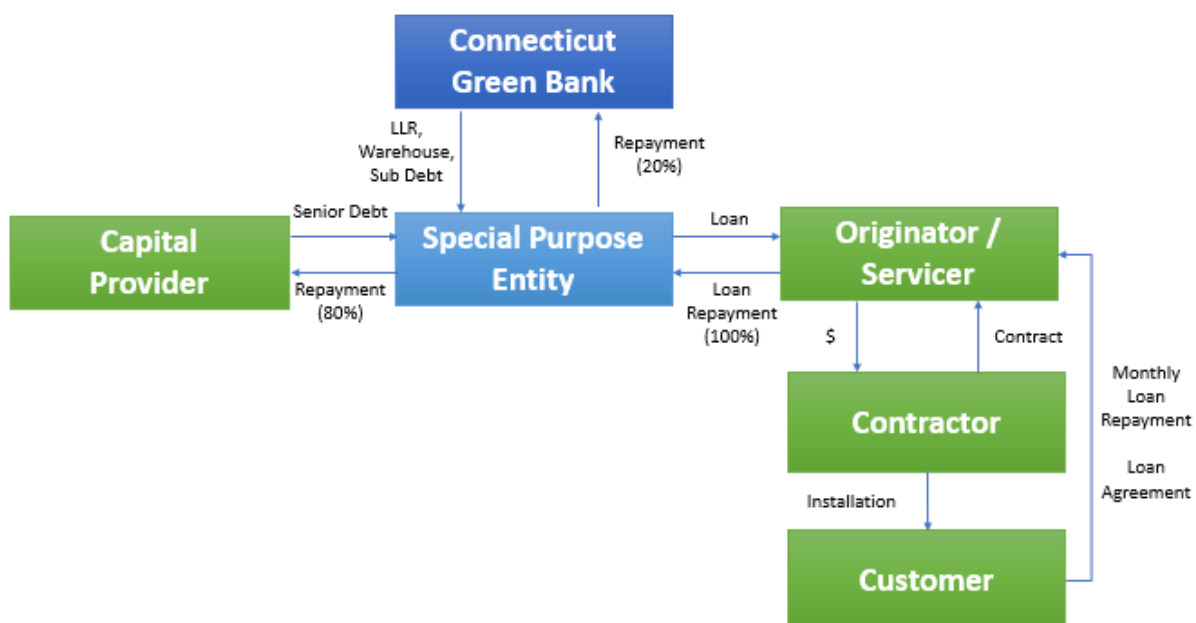 Connecticut
Green Bank
LLR,
Warehouse,
Sub Debt
Repayment
(20%)
Senior Debt
Loan
Capital
Provider
Special Purpose
Entity
Originator /
Servicer
Repayment
(80%)
Loan
Repayment
(100%)
$
Contract
Contractor
Monthly
Loan
Repayment
Loan
Agreement
Installation
Customer